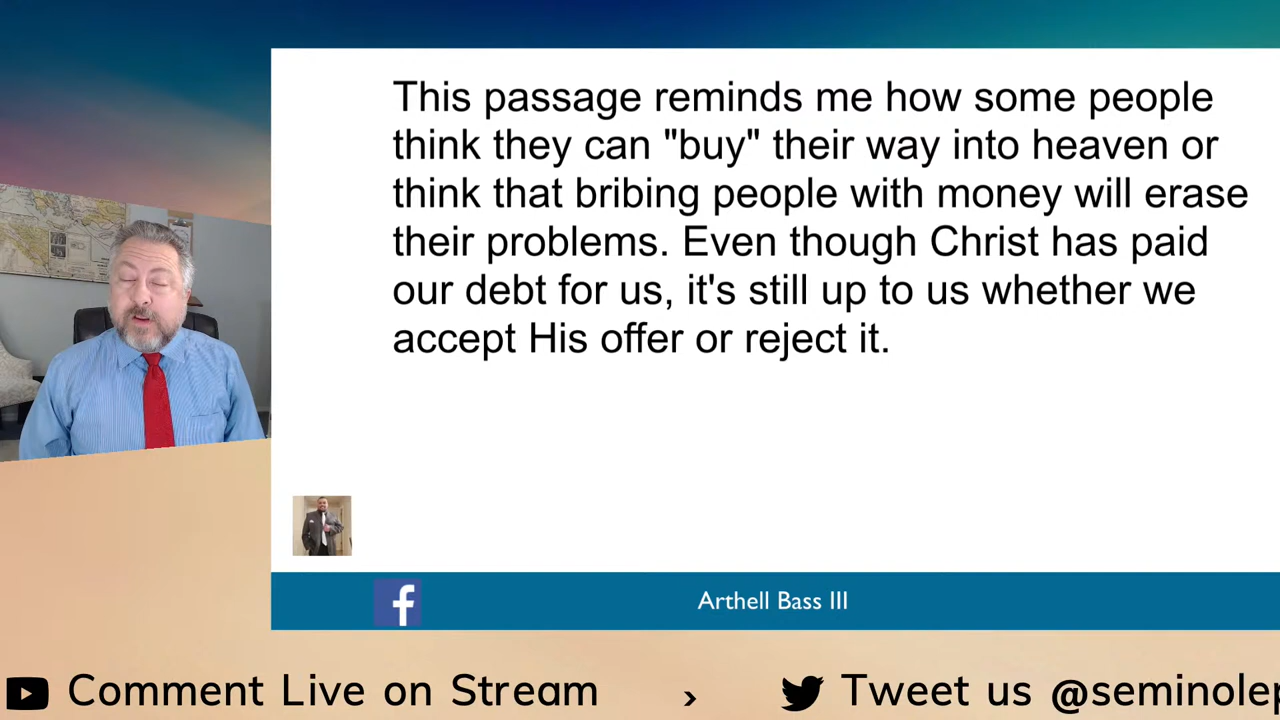 This passage reminds me how some people
think they can "buy" their way into heaven or
think that bribing people with money will erase
their problems. Even though Christ has paid
our debt for us, it's still up to us whether we
accept His offer or reject it.
Arthell Bass III
Comment Live on Stream › Tweet us @seminolep